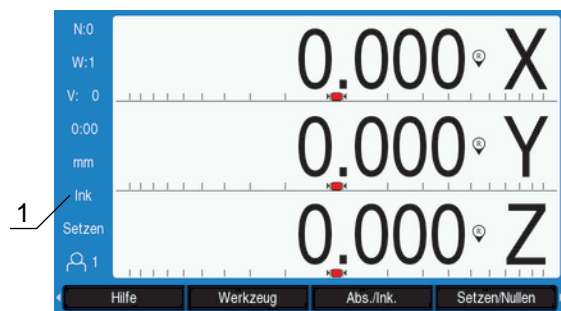 N:0
W:1
V: 0
0:00
mm
Ink
Setzen
1
0.000 R X
0.000 R Y
0.000 R Z
1
Hilfe Werkzeug Abs./Ink. Setzen/Nullen